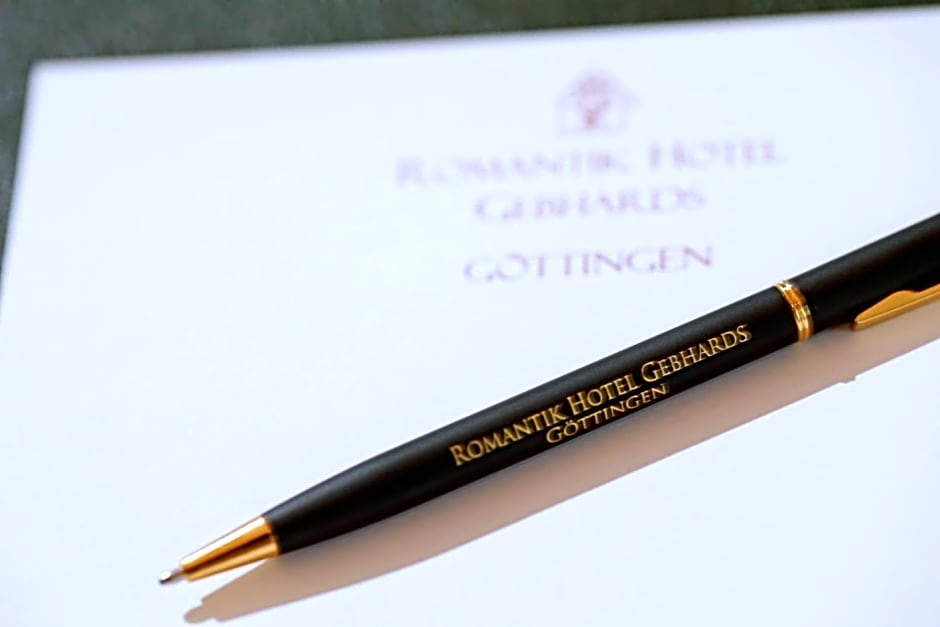 ROMANTIK HOTEL
GEBHARDS
GÖTTINGEN
ROMANTIK HOTEL GEBHARDS
GÖTTINGEN